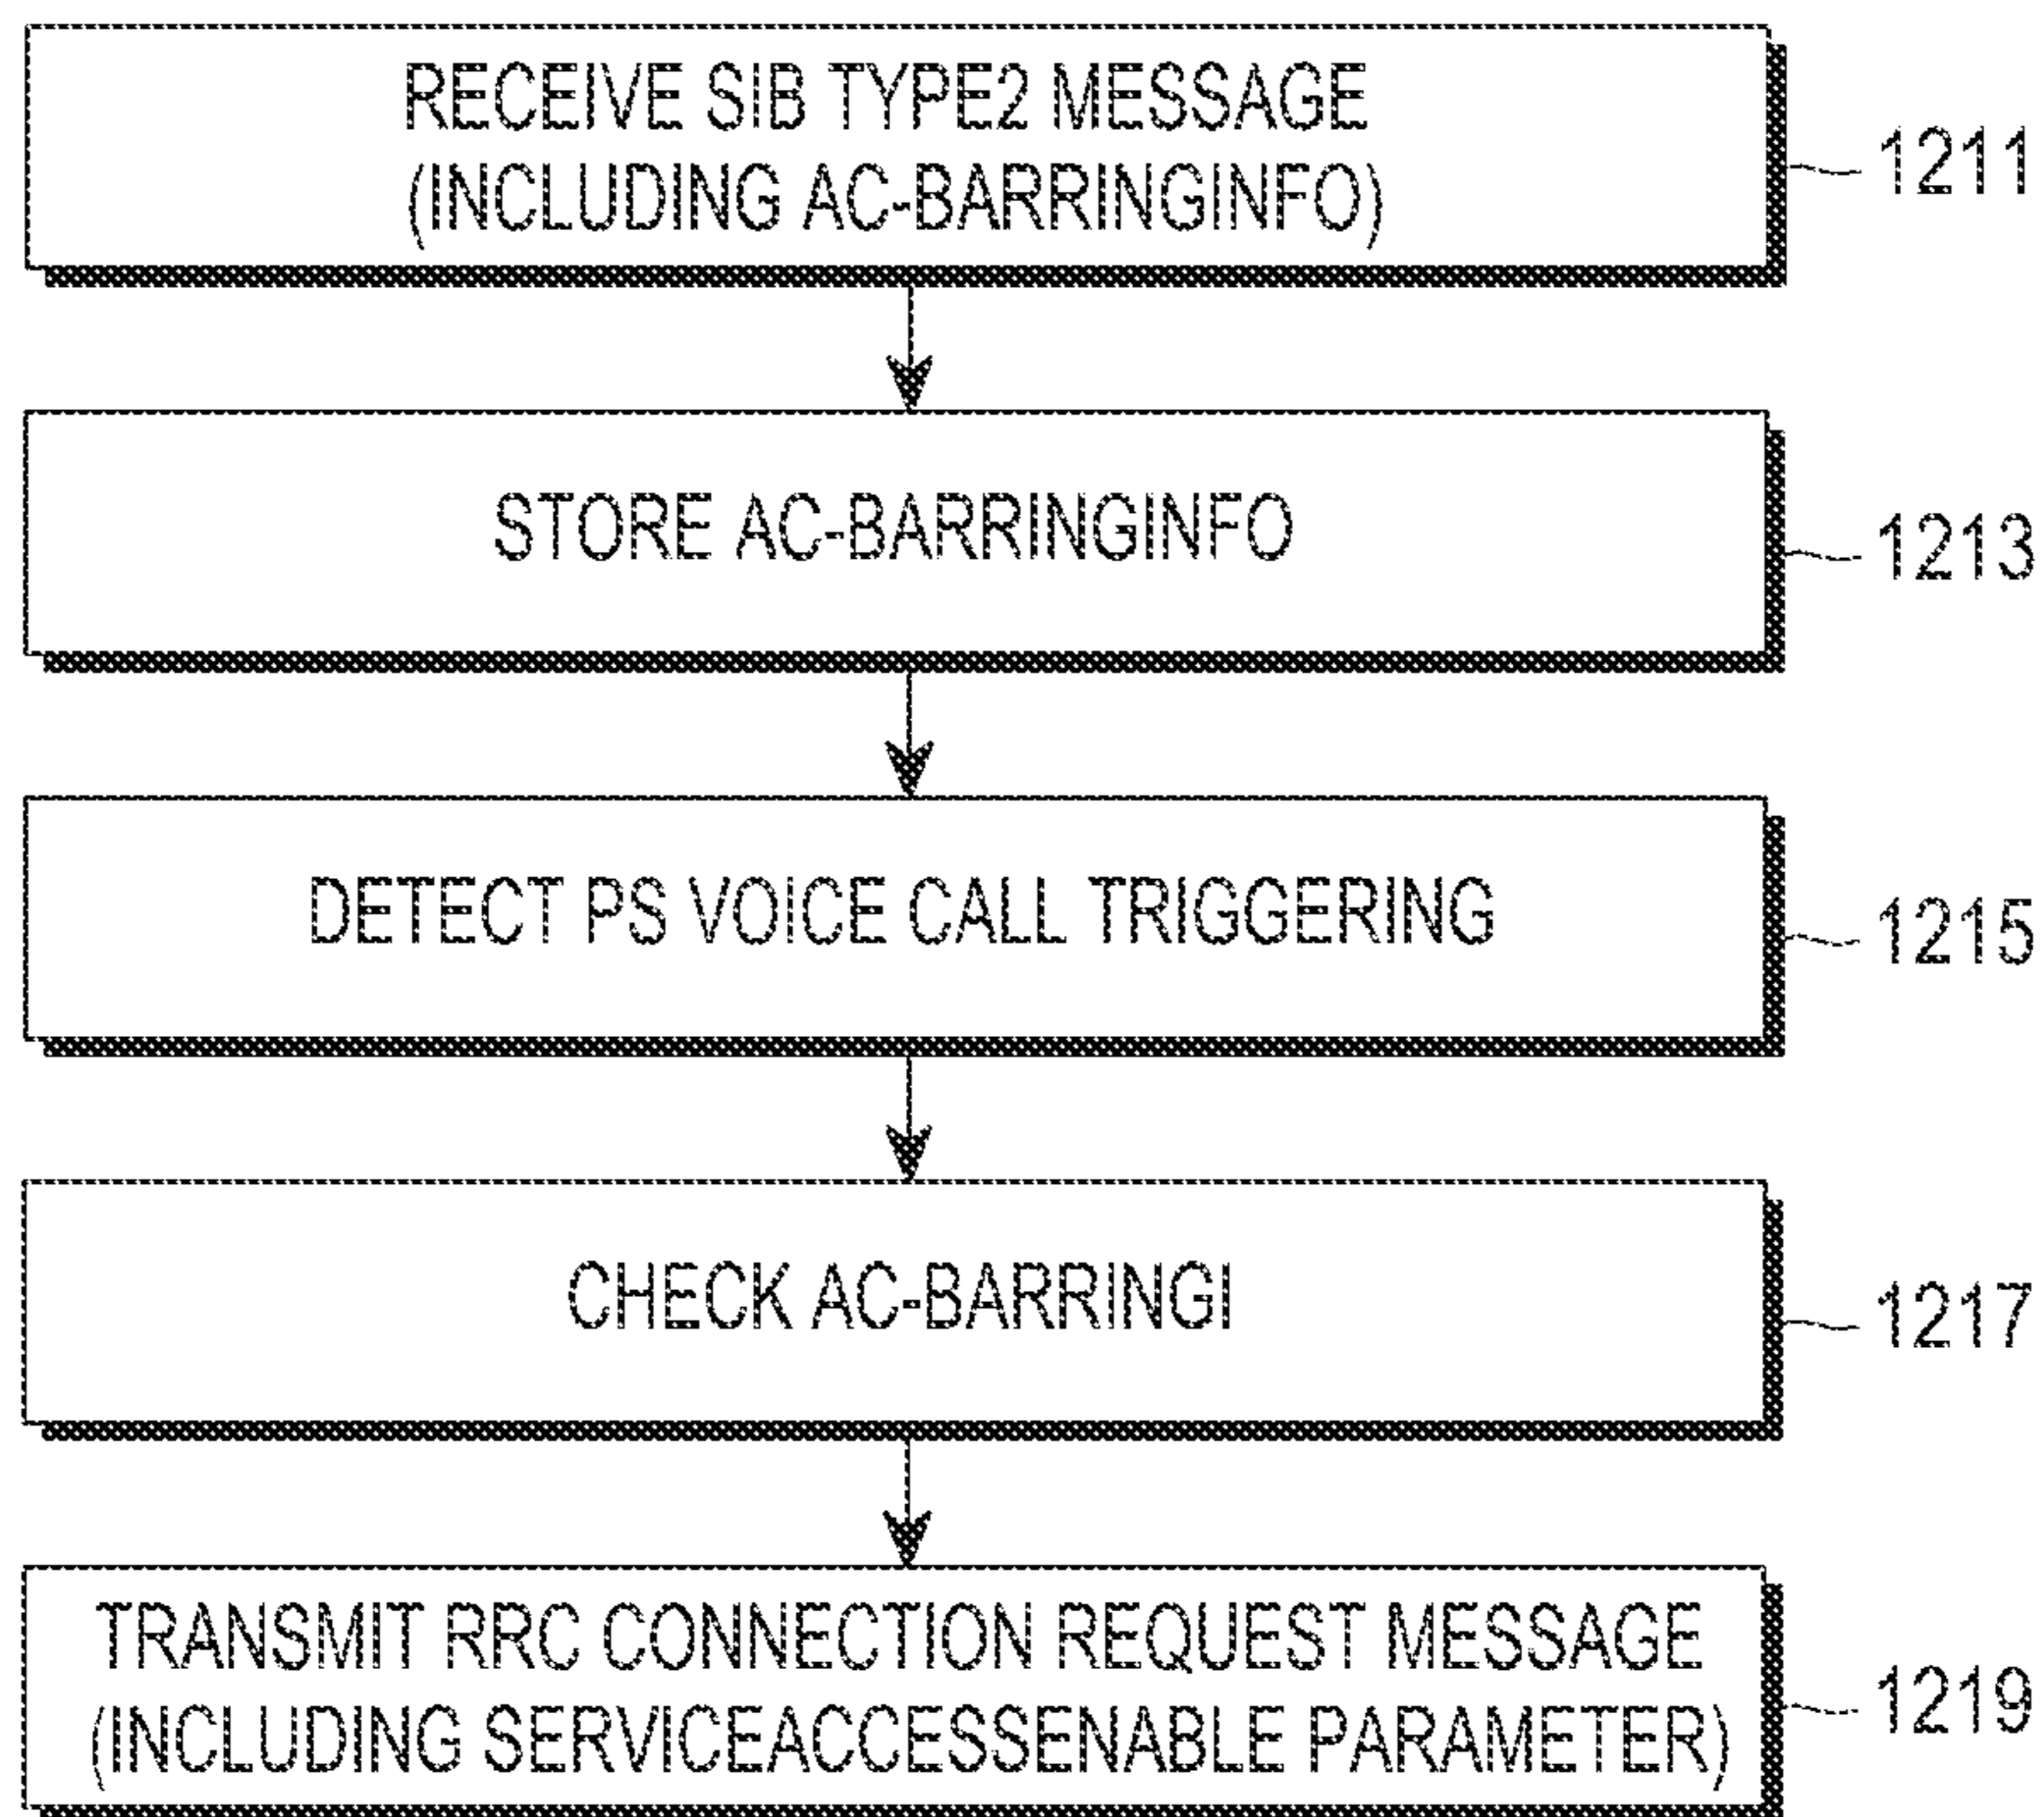 RECEIVE SIB TYPE2 MESSAGE
(INCLUDING AC-BARRINGINFO)
1211
STORE AC-BARRINGINFO
1213
DETECT PS VOICE CALL TRIGGERING
1215
CHECK AC-BARRINGI
1217
TRANSMIT RRC CONNECTION REQUEST MESSAGE
(INCLUDING SERVICEACCESSENABLE PARAMETER)
1219